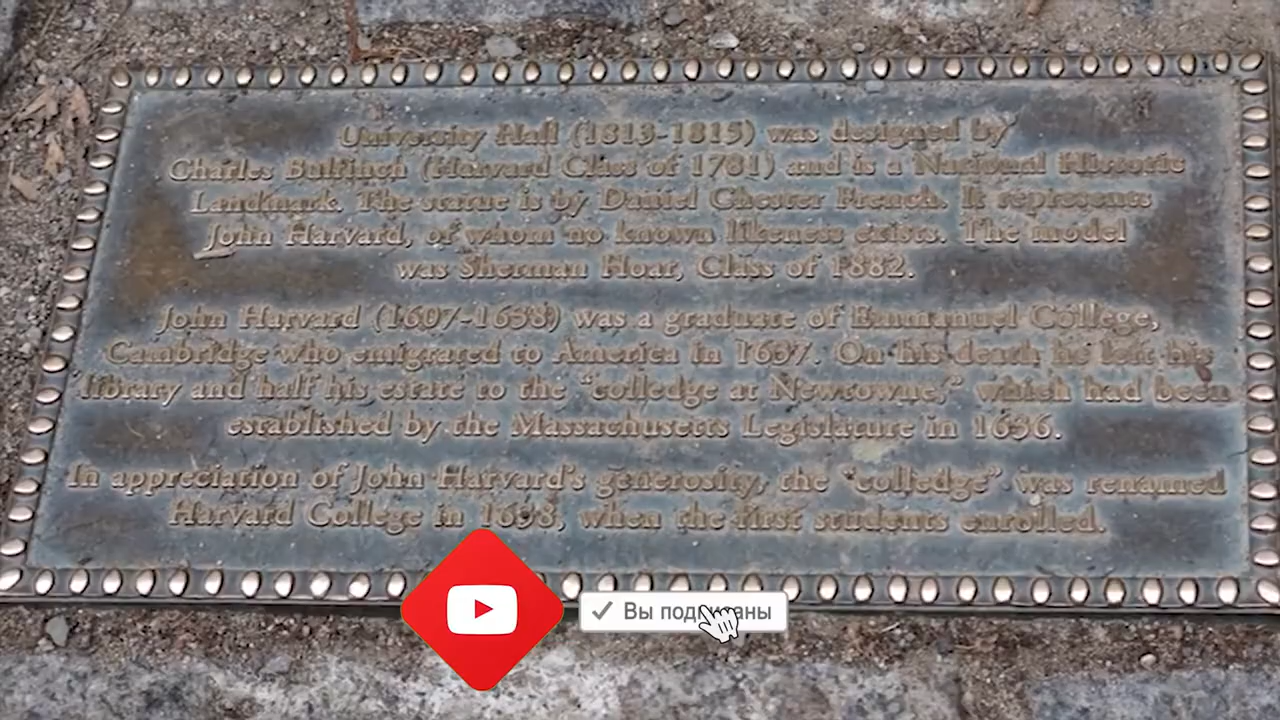 University Hall (1813-1815) was designed by
Charles Bulfinch (Harvard Class of 1781) and is a National Historic
Landmark. The statue is by Daniel Chester French. It represents
John Harvard, of whom no known likeness exists. The model
was Sherman Hoar, Class of 1882.
John Harvard (1607-1638) was a graduate of Emmanuel College,
Cambridge who emigrated to America in 1637. On his death he left his
library and half his estate to the "colledge at Newtowne," which had been
established by the Massachusetts Legislature in 1636.
In appreciation of John Harvard's generosity, the "colledge" was renamed
Harvard College in 1638, when the first students enrolled.
Вы подписаны